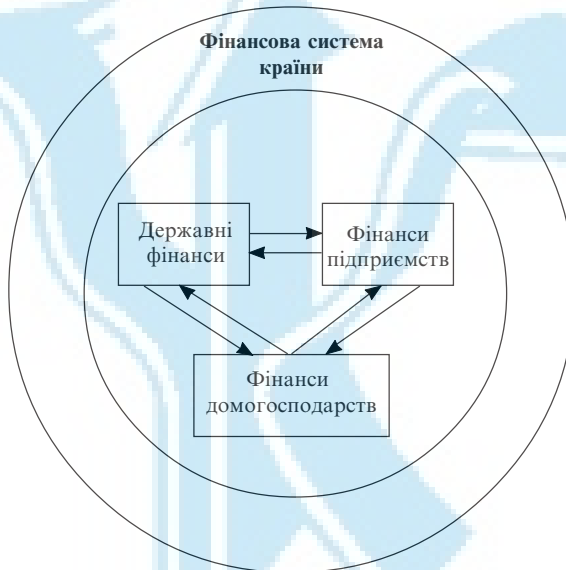 Фінансова система
країни
Державні
фінанси
Фінанси
підприємств
Фінанси
домогосподарств